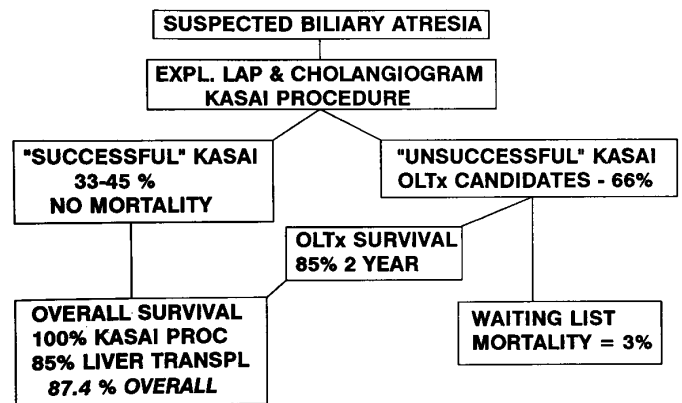 SUSPECTED BILIARY ATRESIA
EXPL. LAP & CHOLANGIOGRAM
KASAI PROCEDURE
"SUCCESSFUL" KASAI
33-45 %
NO MORTALITY
"UNSUCCESSFUL" KASAI
OLTx CANDIDATES - 66%
OLTx SURVIVAL
85% 2 YEAR
OVERALL SURVIVAL
100% KASAI PROC
85% LIVER TRANSPL
87.4 % OVERALL
WAITING LIST
MORTALITY = 3%